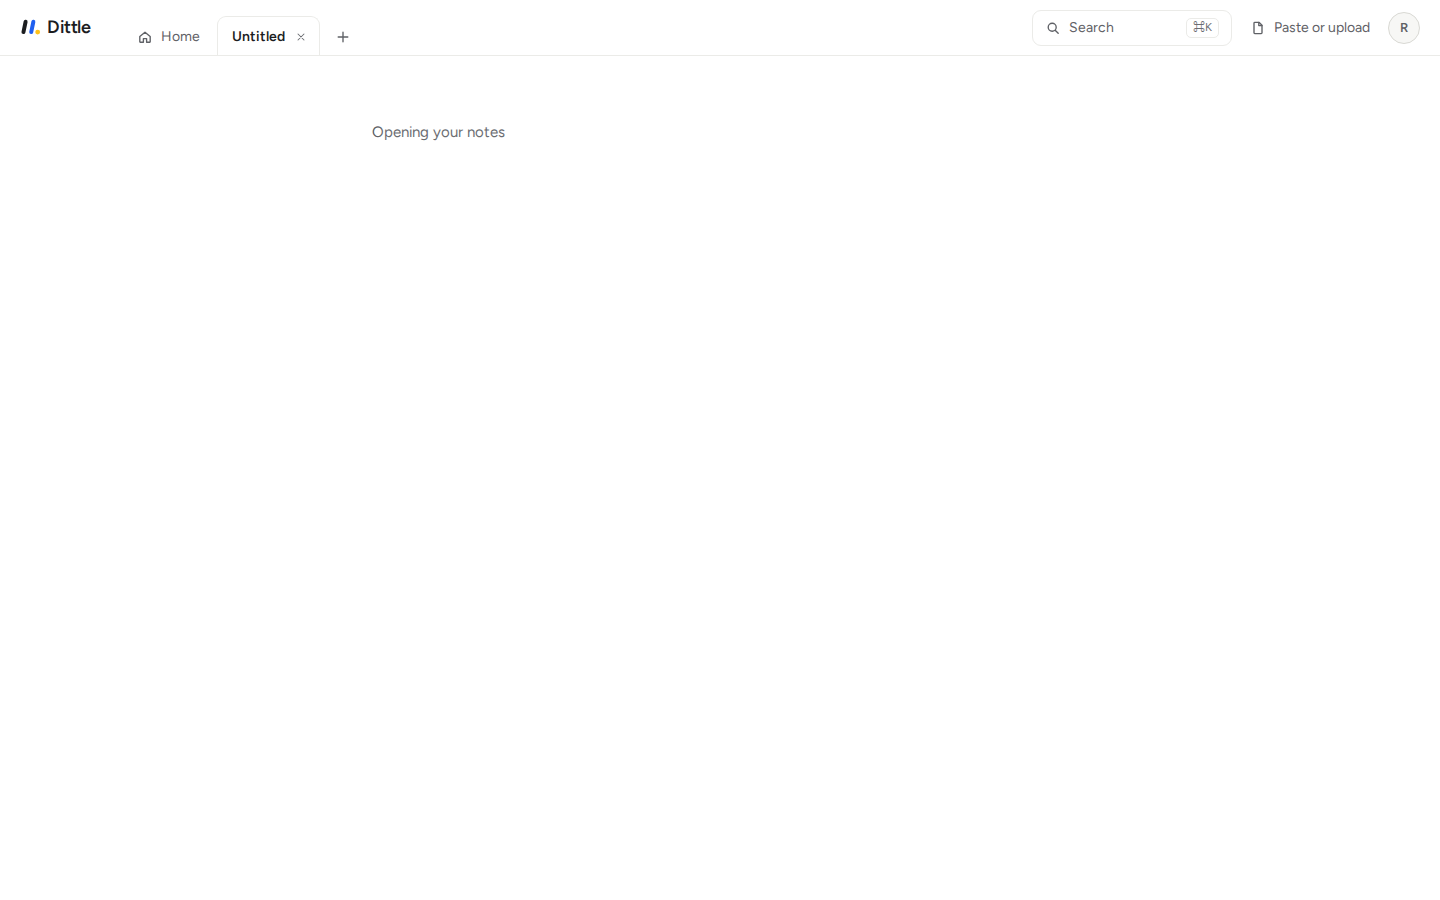 Dittle
Home
Untitled
Search
⌘K
Paste or upload
R
Opening your notes